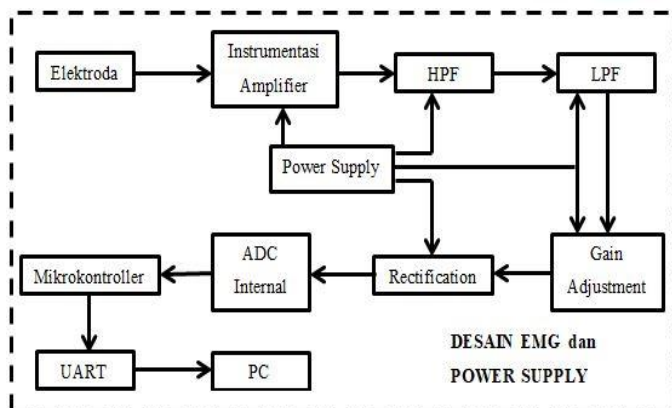 Elektroda
Instrumentasi
Amplifier
HPF
LPF
Power Supply
Mikrokontroller
ADC
Internal
Rectification
Gain
Adjustment
UART
PC
DESAIN EMG dan
POWER SUPPLY